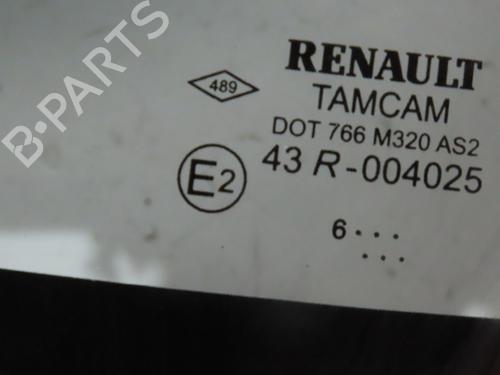 B-PARTS
RENAULT
489
TAMCAM
DOT 766 M320 AS2
E2
43 R-004025
6...
...